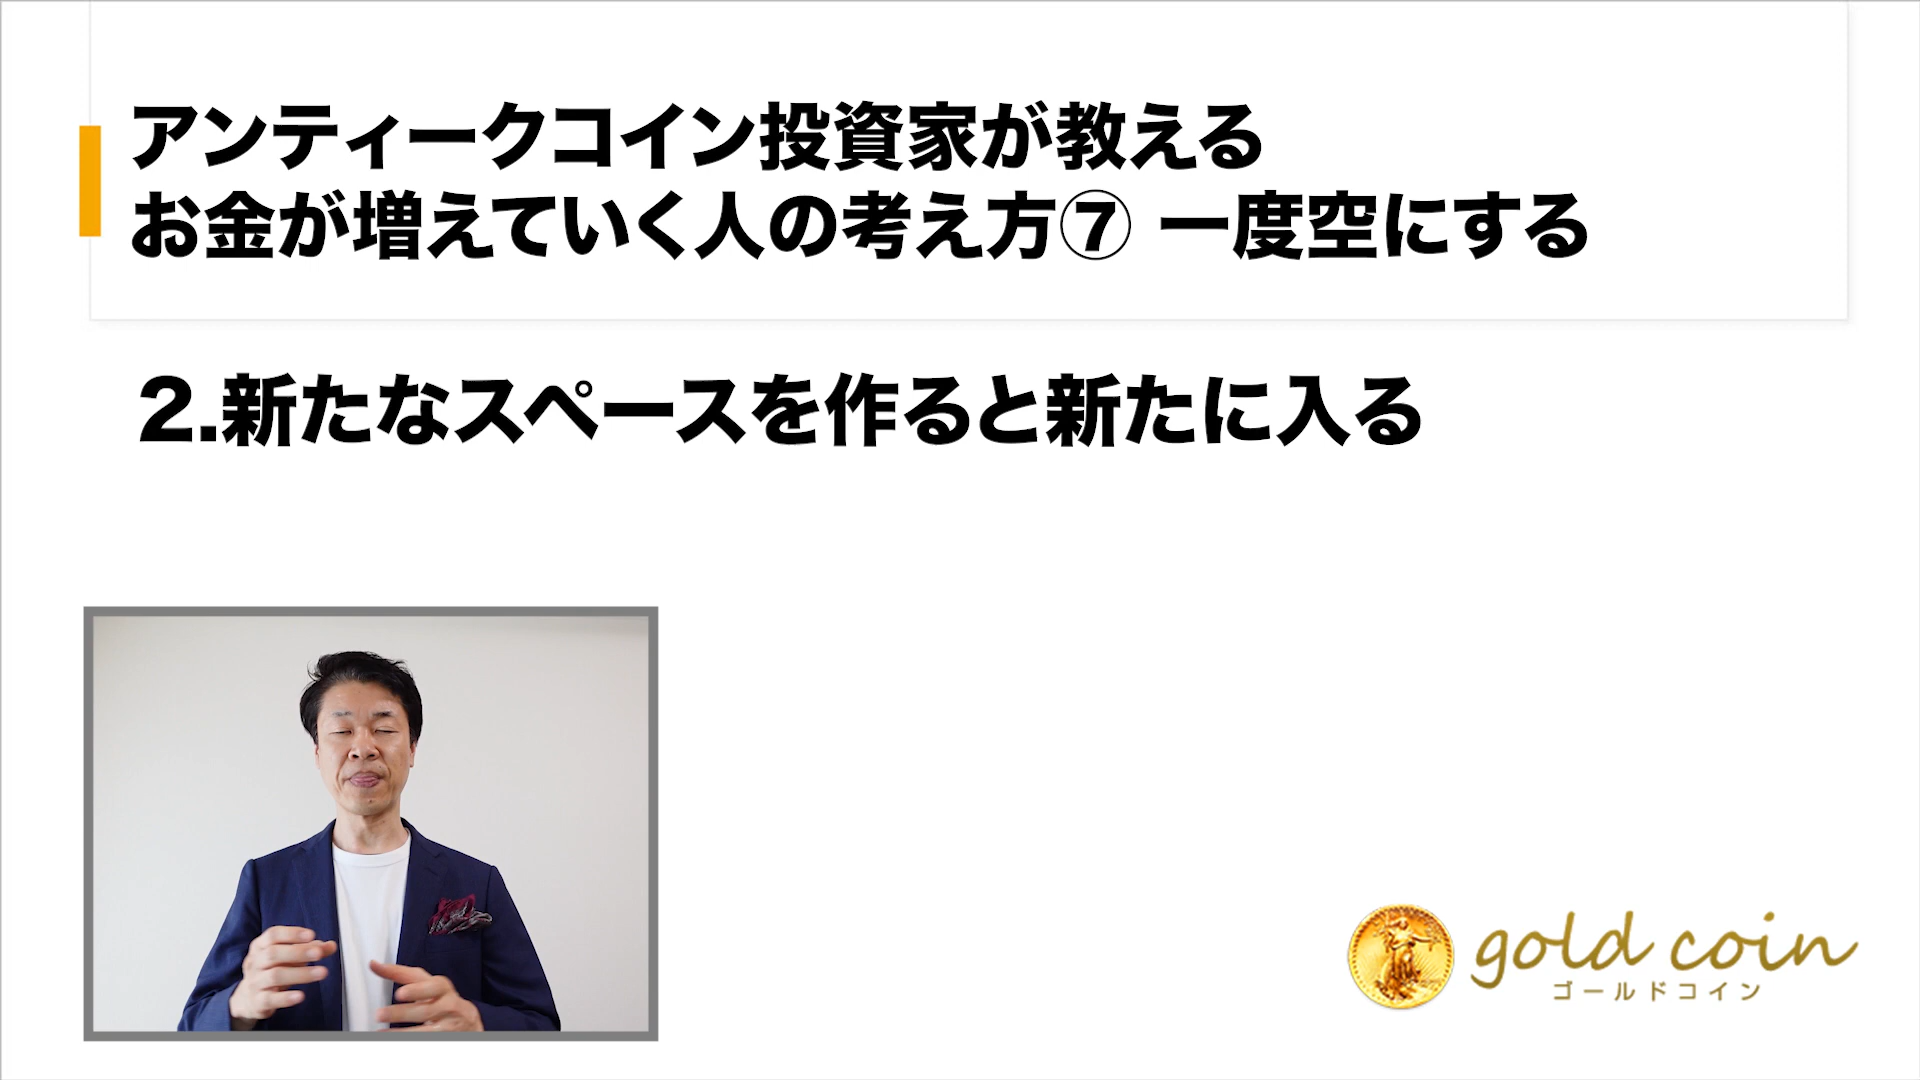 アンティークコイン投資家が教える
お金が増えていく人の考え方⑦ 一度空にする
2.新たなスペースを作ると新たに入る
gold coin
ゴールドコイン